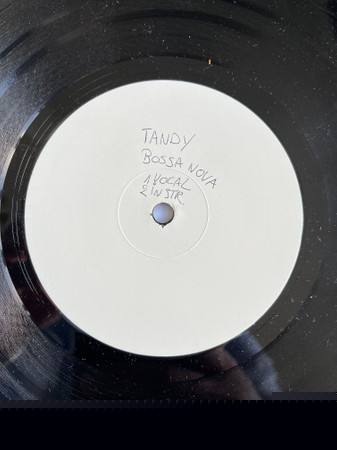 TANDY
BOSSA NOVA
1 VOCAL
2 INSTR